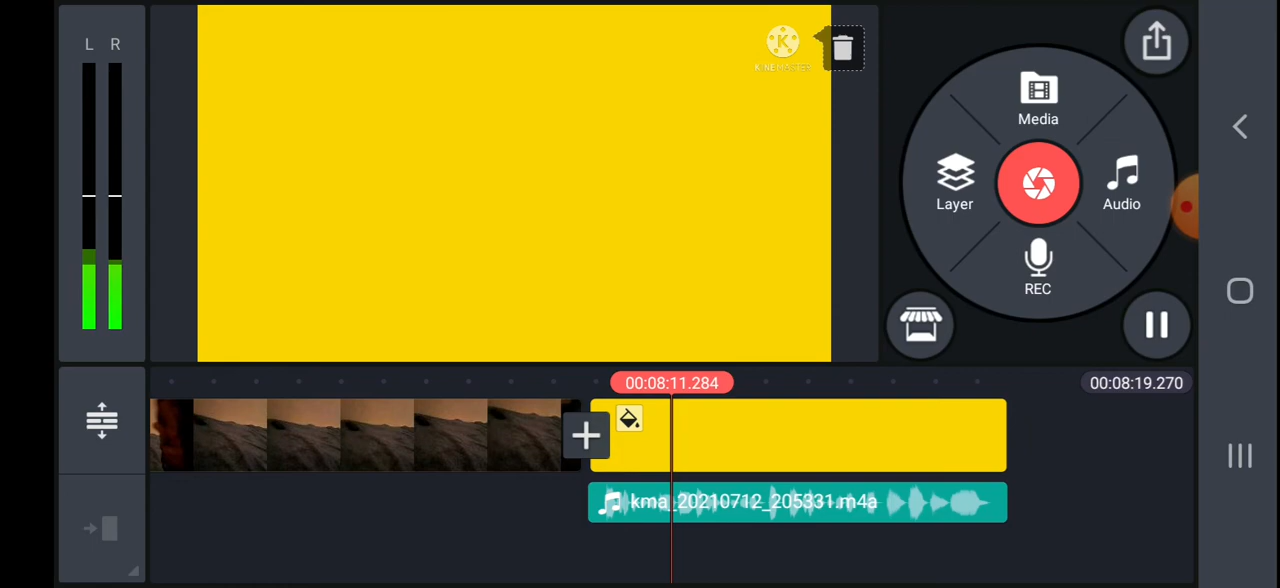 L R
KINEMASTER
Media
Layer
Audio
REC
00:08:11.284
00:08:19.270
kma_20210712_205331.m4a